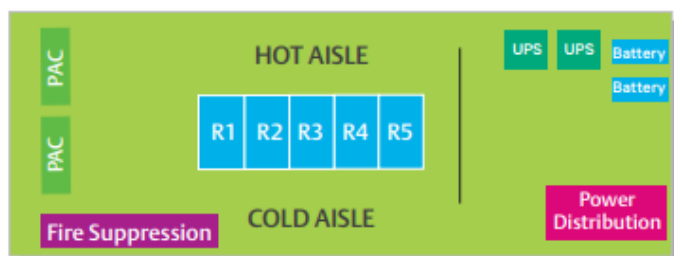 PAC
HOT AISLE
UPS
UPS
Battery
Battery
PAC
R1
R2
R3
R4
R5
Fire Suppression
COLD AISLE
Power
Distribution